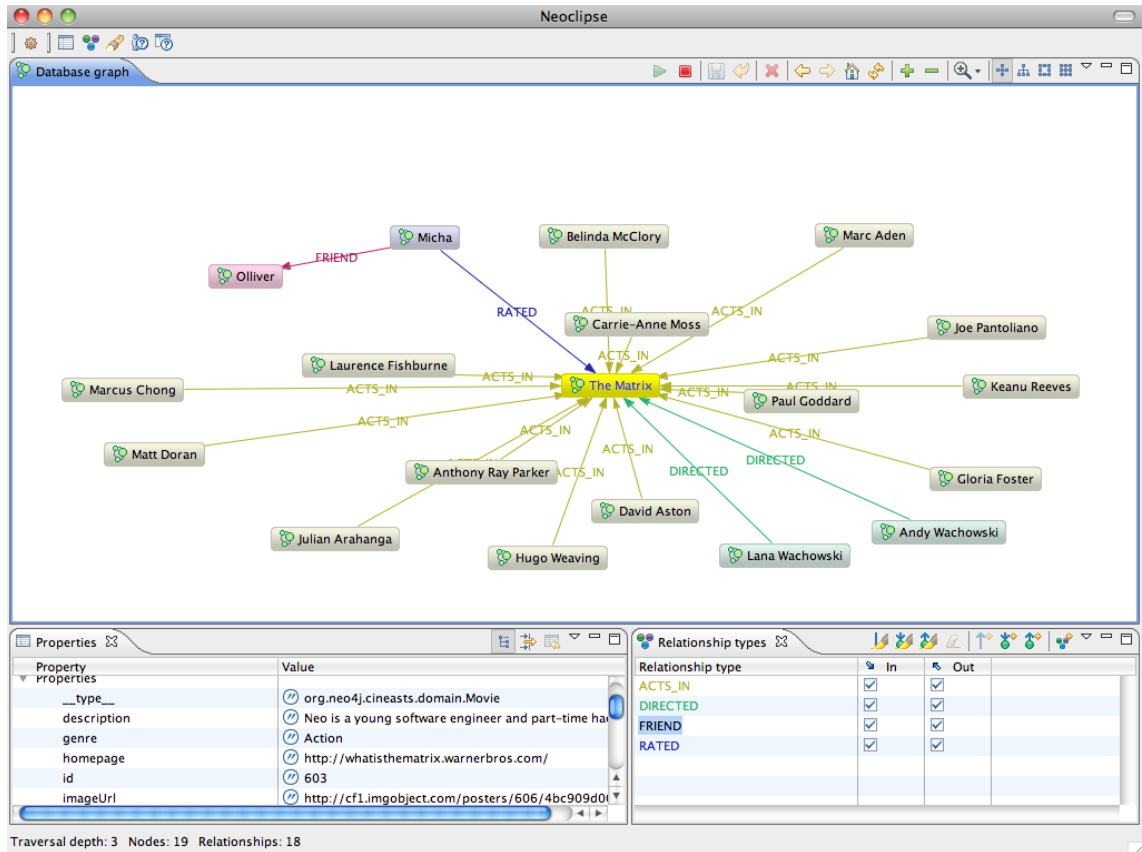 Neoclipse
Database graph
Micha
Belinda McClory
Marc Aden
FRIEND
Olliver
RATED
ACTS_IN
ACTS_IN
Carrie-Anne Moss
Joe Pantoliano
ACTS_IN
ACTS_IN
Laurence Fishburne
ACTS_IN
The Matrix
Marcus Chong
ACTS_IN
ACTS_IN
ACTS_IN
Keanu Reeves
Paul Goddard
ACTS_IN
ACTS_IN
ACTS_IN
Matt Doran
ACTS_IN
DIRECTED
DIRECTED
Anthony Ray Parker
ACTS_IN
Gloria Foster
David Aston
Andy Wachowski
Julian Arahanga
Hugo Weaving
Lana Wachowski
Properties
Property Value
Properties
__type__ org.neo4j.cineasts.domain.Movie
description Neo is a young software engineer and part-time
genre Action
homepage http://whatisthematrix.warnerbros.com/
id 603
imageUrl http://cf1.imgobject.com/posters/606/4bc909d0
Relationship types
Relationship type In Out
ACTS_IN
DIRECTED
FRIEND
RATED
Traversal depth: 3 Nodes: 19 Relationships: 18